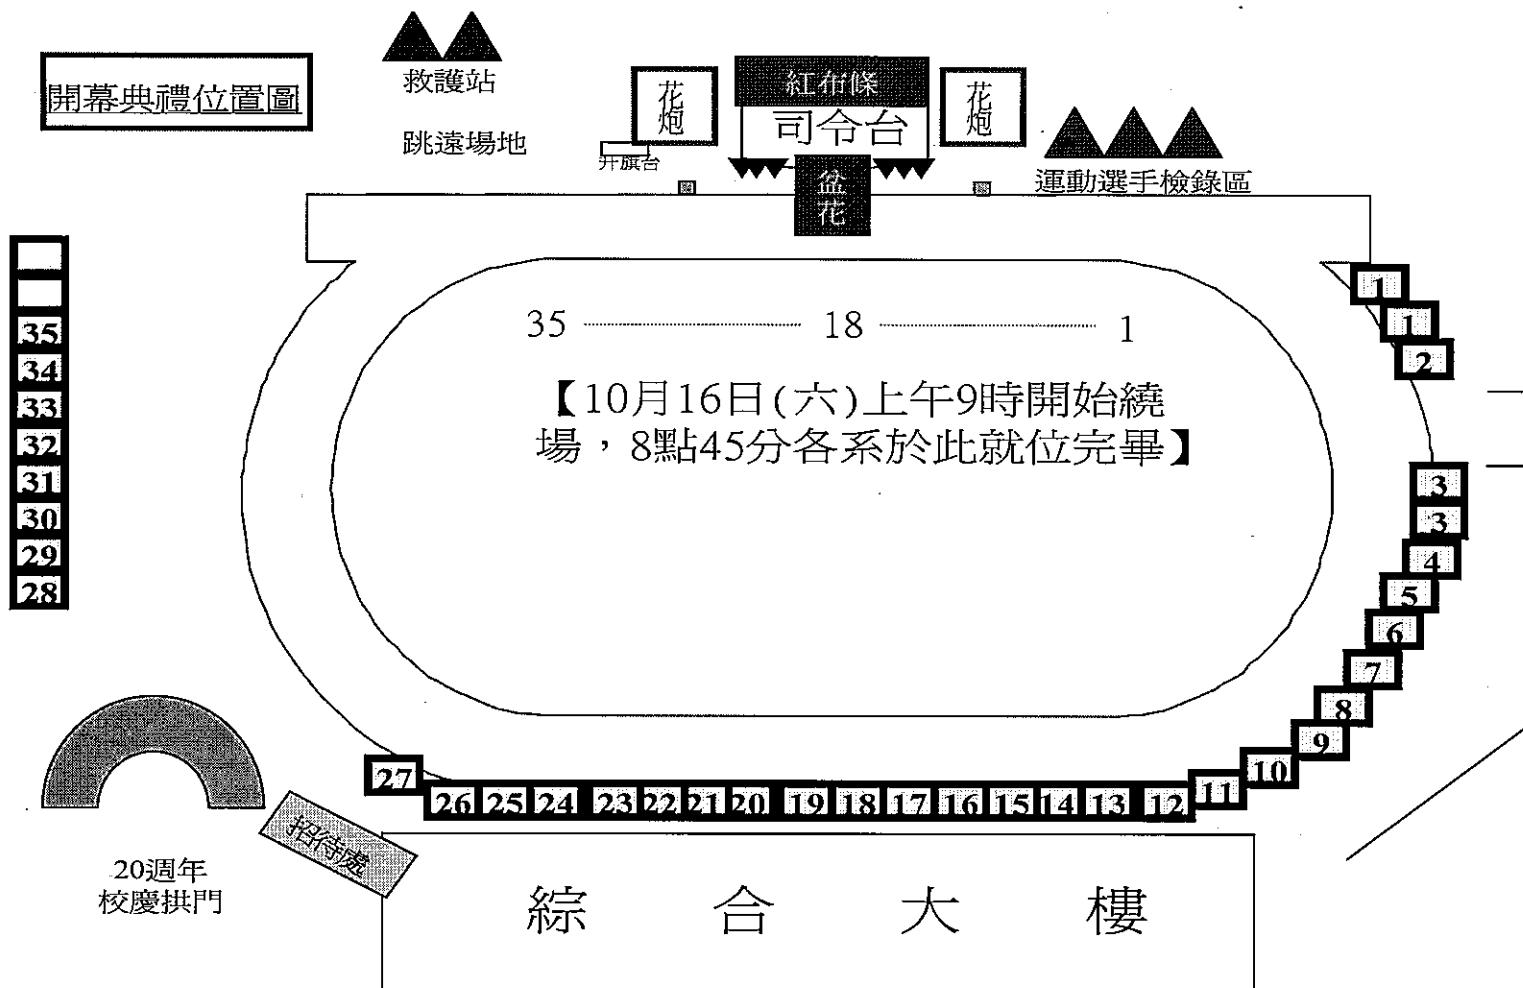 開幕典禮位置圖
救護站
跳遠場地
升旗台
花炮
紅布條
司令台
盆花
花炮
運動選手檢錄區
35
34
33
32
31
30
29
28
35 18 1
【10月16日(六)上午9時開始繞
場，8點45分各系於此就位完畢】
1
1
2
3
3
4
5
6
7
8
9
10
11
27
26 25 24 23 22 21 20 19 18 17 16 15 14 13 12
招待處
20週年
校慶拱門
綜合大樓